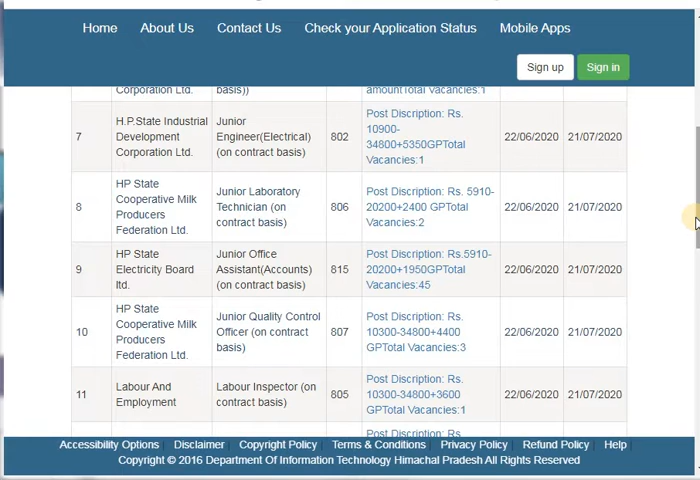 Home About Us Contact Us Check your Application Status Mobile Apps
Sign up Sign in
Corporation Ltd. basis)) amountTotal Vacancies:1
7 H.P.State Industrial Development Corporation Ltd. Junior Engineer(Electrical) (on contract basis) 802 Post Discription: Rs. 10900-34800+5350GPTotal Vacancies:1 22/06/2020 21/07/2020
8 HP State Cooperative Milk Producers Federation Ltd. Junior Laboratory Technician (on contract basis) 806 Post Discription: Rs. 5910-20200+2400 GPTotal Vacancies:2 22/06/2020 21/07/2020
9 HP State Electricity Board ltd. Junior Office Assistant(Accounts) (on contract basis) 815 Post Discription: Rs.5910-20200+1950GPTotal Vacancies:45 22/06/2020 21/07/2020
10 HP State Cooperative Milk Producers Federation Ltd. Junior Quality Control Officer (on contract basis) 807 Post Discription: Rs. 10300-34800+4400 GPTotal Vacancies:3 22/06/2020 21/07/2020
11 Labour And Employment Labour Inspector (on contract basis) 805 Post Discription: Rs. 10300-34800+3600 GPTotal Vacancies:1 22/06/2020 21/07/2020
Post Discription: Rs.
Accessibility Options | Disclaimer | Copyright Policy | Terms & Conditions | Privacy Policy | Refund Policy | Help
Copyright © 2016 Department Of Information Technology Himachal Pradesh All Rights Reserved